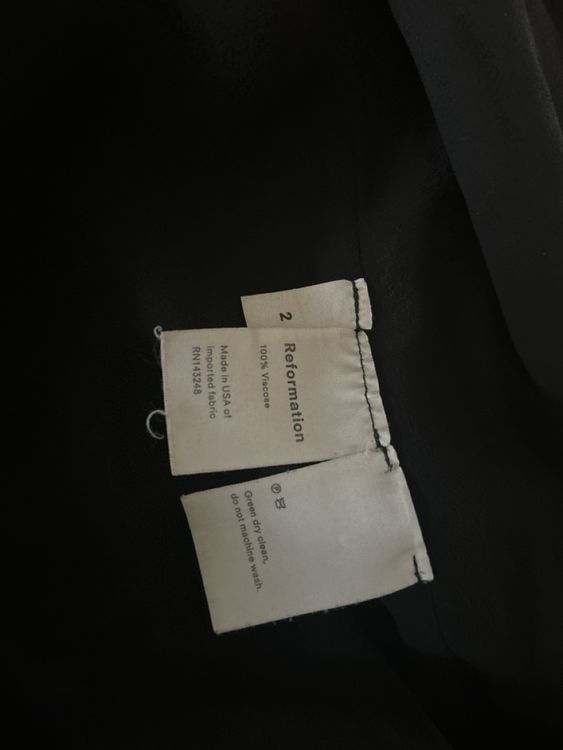 2
Reformation
100% Viscose
Made in USA of
imported fabric
RN143248
Green dry clean,
do not machine wash.